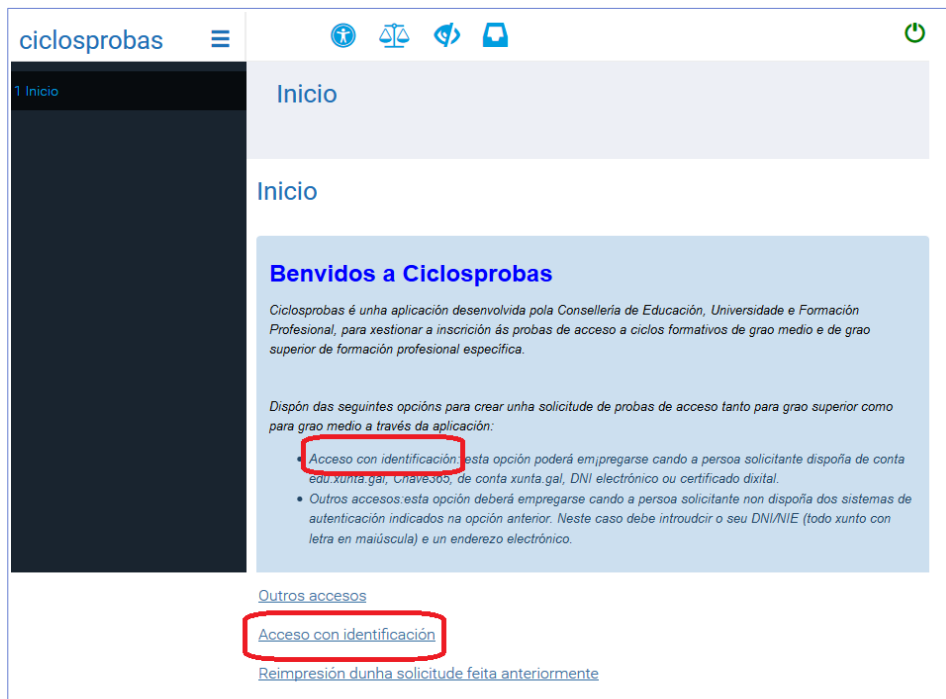 ciclosprobas
1 Inicio
Inicio
Inicio
Benvidos a Ciclosprobas
Ciclosprobas é unha aplicación desenvolvida pola Consellería de Educación, Universidade e Formación
Profesional, para xestionar a inscrición ás probas de acceso a ciclos formativos de grao medio e de grao
superior de formación profesional específica.
Dispón das seguintes opcións para crear unha solicitude de probas de acceso tanto para grao superior como
para grao medio a través da aplicación:
• Acceso con identificación: esta opción poderá em¡pregarse cando a persoa solicitante dispoña de conta
edu.xunta.gal, Chave365, de conta xunta.gal, DNI electrónico ou certificado dixital.
• Outros accesos:esta opción deberá empregarse cando a persoa solicitante non dispoña dos sistemas de
autenticación indicados na opción anterior. Neste caso debe introudcir o seu DNI/NIE (todo xunto con
letra en maiúscula) e un enderezo electrónico.
Outros accesos
Acceso con identificación
Reimpresión dunha solicitude feita anteriormente